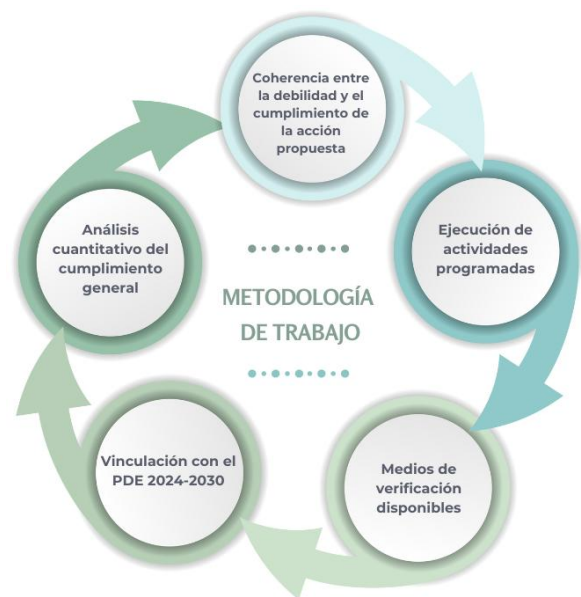 Coherencia entre
la debilidad y el
cumplimiento de
la acción
propuesta
Ejecución de
actividades
programadas
Medios de
verificación
disponibles
Vinculación con el
PDE 2024-2030
Análisis
cuantitativo del
cumplimiento
general
METODOLOGÍA
DE TRABAJO